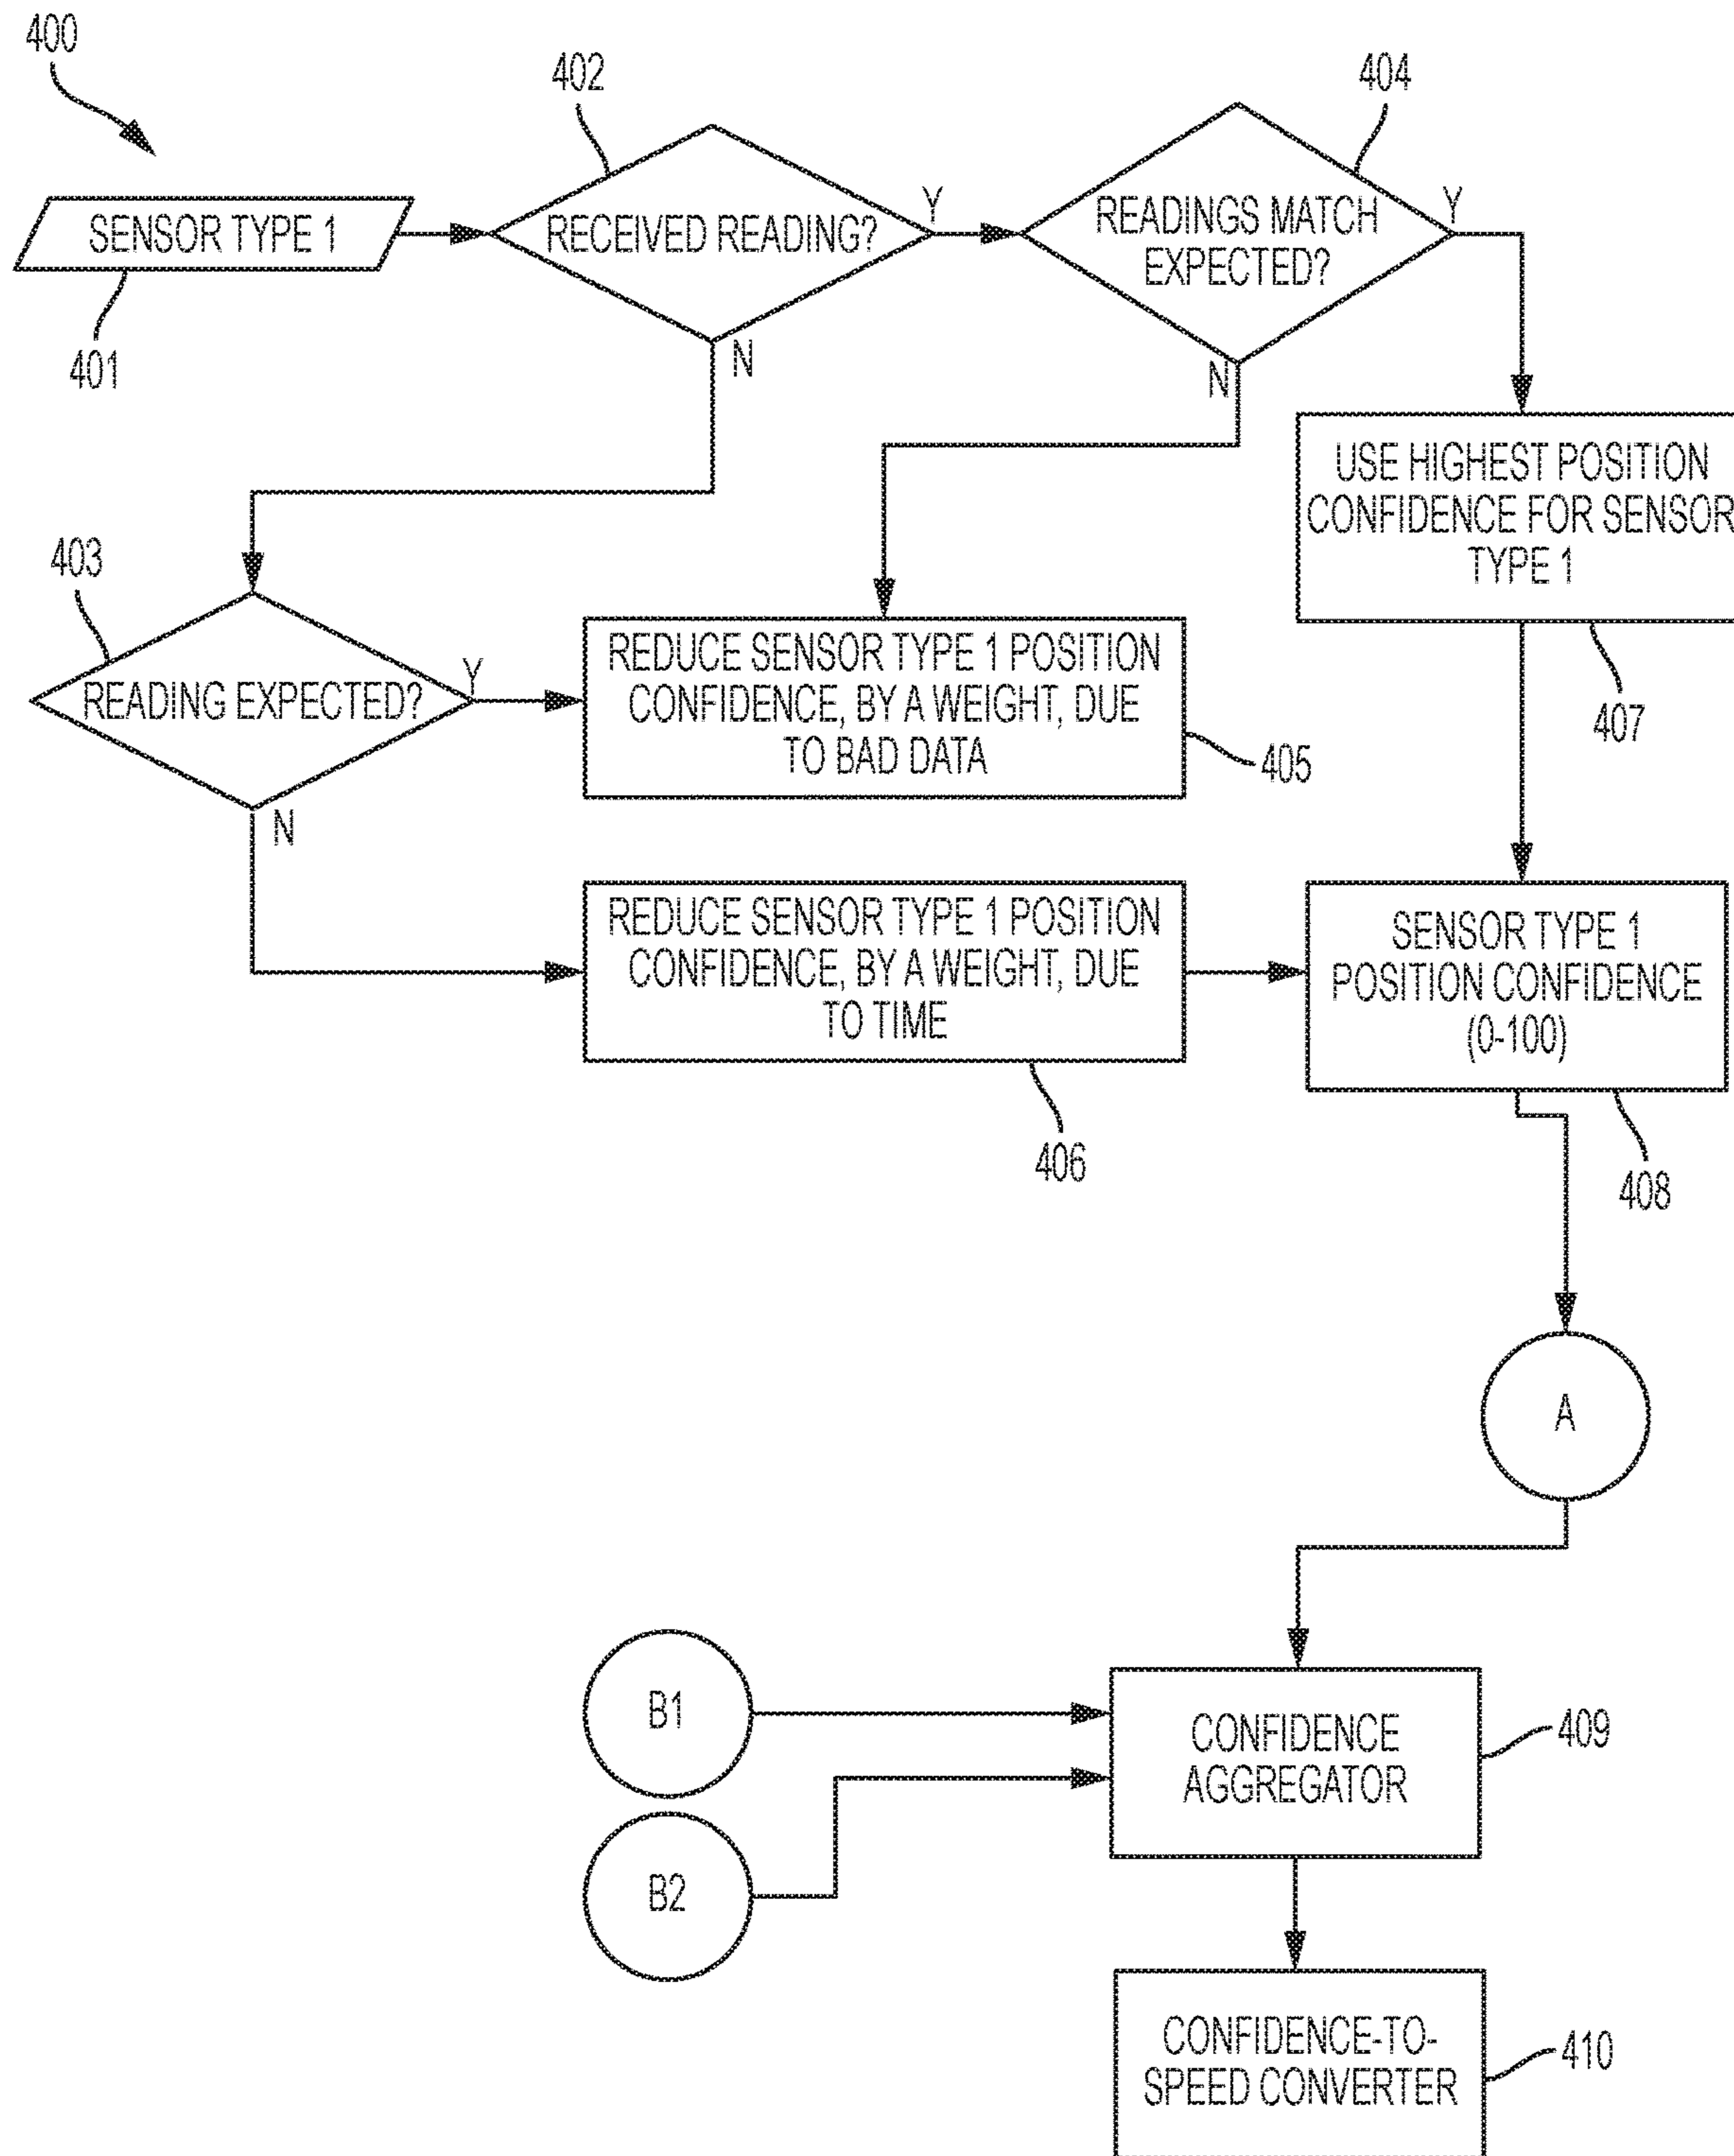 400
402
404
SENSOR TYPE 1
RECEIVED READING?
Y
READINGS MATCH
EXPECTED?
Y
401
N
N
USE HIGHEST POSITION
CONFIDENCE FOR SENSOR
TYPE 1
403
READING EXPECTED?
Y
REDUCE SENSOR TYPE 1 POSITION
CONFIDENCE, BY A WEIGHT, DUE
TO BAD DATA
405
407
N
REDUCE SENSOR TYPE 1 POSITION
CONFIDENCE, BY A WEIGHT, DUE
TO TIME
406
SENSOR TYPE 1
POSITION CONFIDENCE
(0-100)
408
A
B1
B2
CONFIDENCE
AGGREGATOR
409
CONFIDENCE-TO-
SPEED CONVERTER
410